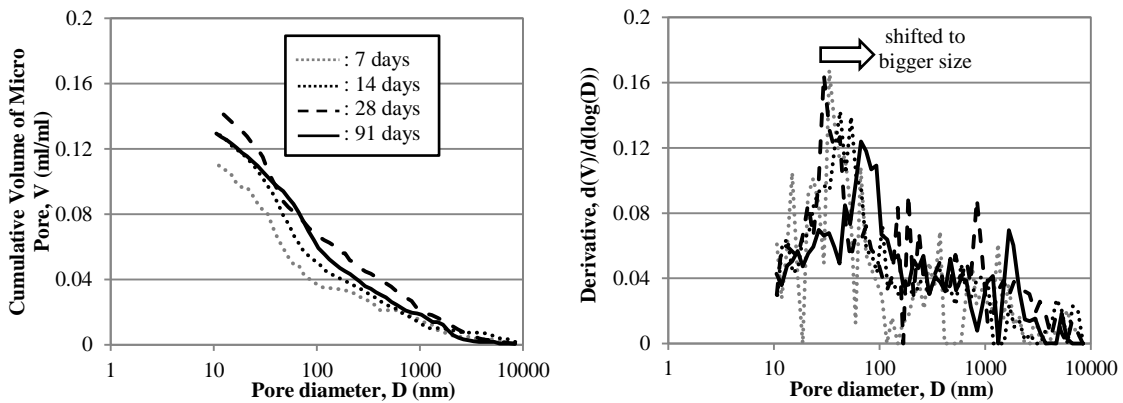 Cumulative Volume of Micro
Pore, V (ml/ml)
0.2
0.16
0.12
0.08
0.04
0
: 7 days
: 14 days
: 28 days
: 91 days
1
10
100
1000
10000
Pore diameter, D (nm)
Derivative, d(V)/d(log(D))
0.2
0.16
0.12
0.08
0.04
0
shifted to
bigger size
1
10
100
1000
10000
Pore diameter, D (nm)